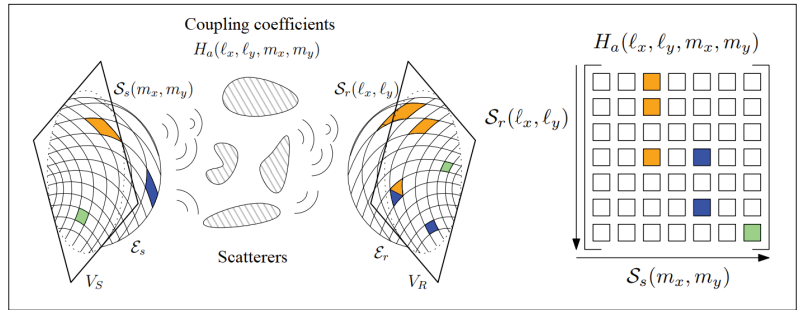 Coupling coefficients
H_a(ℓ_x, ℓ_y, m_x, m_y)
S_s(m_x, m_y)
S_r(ℓ_x, ℓ_y)
ℰ_s
V_S
Scatterers
ℰ_r
V_R
H_a(ℓ_x, ℓ_y, m_x, m_y)
S_r(ℓ_x, ℓ_y)
S_s(m_x, m_y)